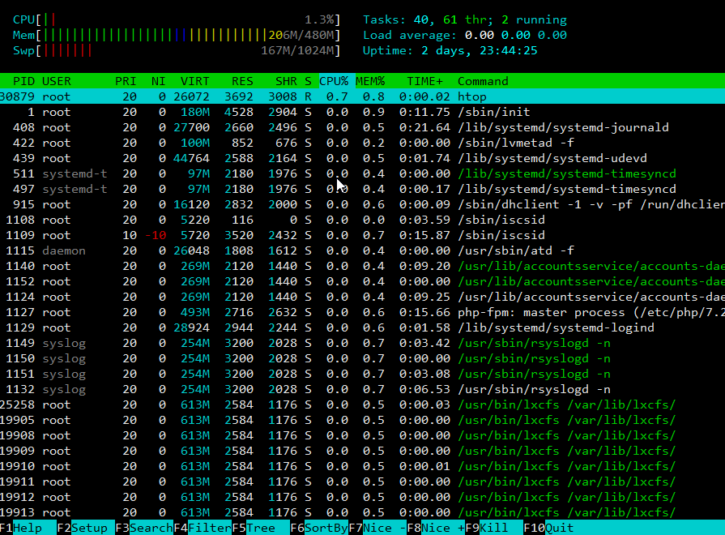 CPU[|| 1.3%] Tasks: 40, 61 thr; 2 running
Mem[||||||||||||||||||||||||||||||206M/480M] Load average: 0.00 0.00 0.00
Swp[||||||| 167M/1024M] Uptime: 2 days, 23:44:25
PID USER PRI NI VIRT RES SHR S CPU% MEM% TIME+ Command
30879 root 20 0 26072 3692 3008 R 0.7 0.8 0:00.02 htop
1 root 20 0 180M 4528 2904 S 0.0 0.9 0:11.75 /sbin/init
408 root 20 0 27700 2660 2496 S 0.0 0.5 0:21.64 /lib/systemd/systemd-journald
422 root 20 0 100M 852 676 S 0.0 0.2 0:00.00 /sbin/lvmetad -f
439 root 20 0 44764 2588 2164 S 0.0 0.5 0:01.74 /lib/systemd/systemd-udevd
511 systemd-t 20 0 97M 2180 1976 S 0.0 0.4 0:00.00 /lib/systemd/systemd-timesyncd
497 systemd-t 20 0 97M 2180 1976 S 0.0 0.4 0:00.17 /lib/systemd/systemd-timesyncd
915 root 20 0 16120 2832 2000 S 0.0 0.6 0:00.09 /sbin/dhclient -1 -v -pf /run/dhclien
1108 root 20 0 5220 116 0 S 0.0 0.0 0:03.59 /sbin/iscsid
1109 root 10 -10 5720 3520 2432 S 0.0 0.7 0:15.87 /sbin/iscsid
1115 daemon 20 0 26048 1808 1612 S 0.0 0.4 0:00.00 /usr/sbin/atd -f
1140 root 20 0 269M 2120 1440 S 0.0 0.4 0:09.20 /usr/lib/accountsservice/accounts-dae
1152 root 20 0 269M 2120 1440 S 0.0 0.4 0:00.00 /usr/lib/accountsservice/accounts-dae
1124 root 20 0 269M 2120 1440 S 0.0 0.4 0:09.25 /usr/lib/accountsservice/accounts-dae
1127 root 20 0 493M 2716 2632 S 0.0 0.6 0:15.66 php-fpm: master process (/etc/php/7.2
1129 root 20 0 28924 2944 2244 S 0.0 0.6 0:01.58 /lib/systemd/systemd-logind
1149 syslog 20 0 254M 3200 2028 S 0.0 0.7 0:03.42 /usr/sbin/rsyslogd -n
1150 syslog 20 0 254M 3200 2028 S 0.0 0.7 0:00.00 /usr/sbin/rsyslogd -n
1151 syslog 20 0 254M 3200 2028 S 0.0 0.7 0:03.08 /usr/sbin/rsyslogd -n
1132 syslog 20 0 254M 3200 2028 S 0.0 0.7 0:06.53 /usr/sbin/rsyslogd -n
25258 root 20 0 613M 2584 1176 S 0.0 0.5 0:00.03 /usr/bin/lxcfs /var/lib/lxcfs/
19905 root 20 0 613M 2584 1176 S 0.0 0.5 0:00.00 /usr/bin/lxcfs /var/lib/lxcfs/
19908 root 20 0 613M 2584 1176 S 0.0 0.5 0:00.00 /usr/bin/lxcfs /var/lib/lxcfs/
19909 root 20 0 613M 2584 1176 S 0.0 0.5 0:00.00 /usr/bin/lxcfs /var/lib/lxcfs/
19910 root 20 0 613M 2584 1176 S 0.0 0.5 0:00.01 /usr/bin/lxcfs /var/lib/lxcfs/
19911 root 20 0 613M 2584 1176 S 0.0 0.5 0:00.00 /usr/bin/lxcfs /var/lib/lxcfs/
19912 root 20 0 613M 2584 1176 S 0.0 0.5 0:00.00 /usr/bin/lxcfs /var/lib/lxcfs/
19913 root 20 0 613M 2584 1176 S 0.0 0.5 0:00.00 /usr/bin/lxcfs /var/lib/lxcfs/
F1Help F2Setup F3SearchF4FilterF5Tree F6SortByF7Nice -F8Nice +F9Kill F10Quit